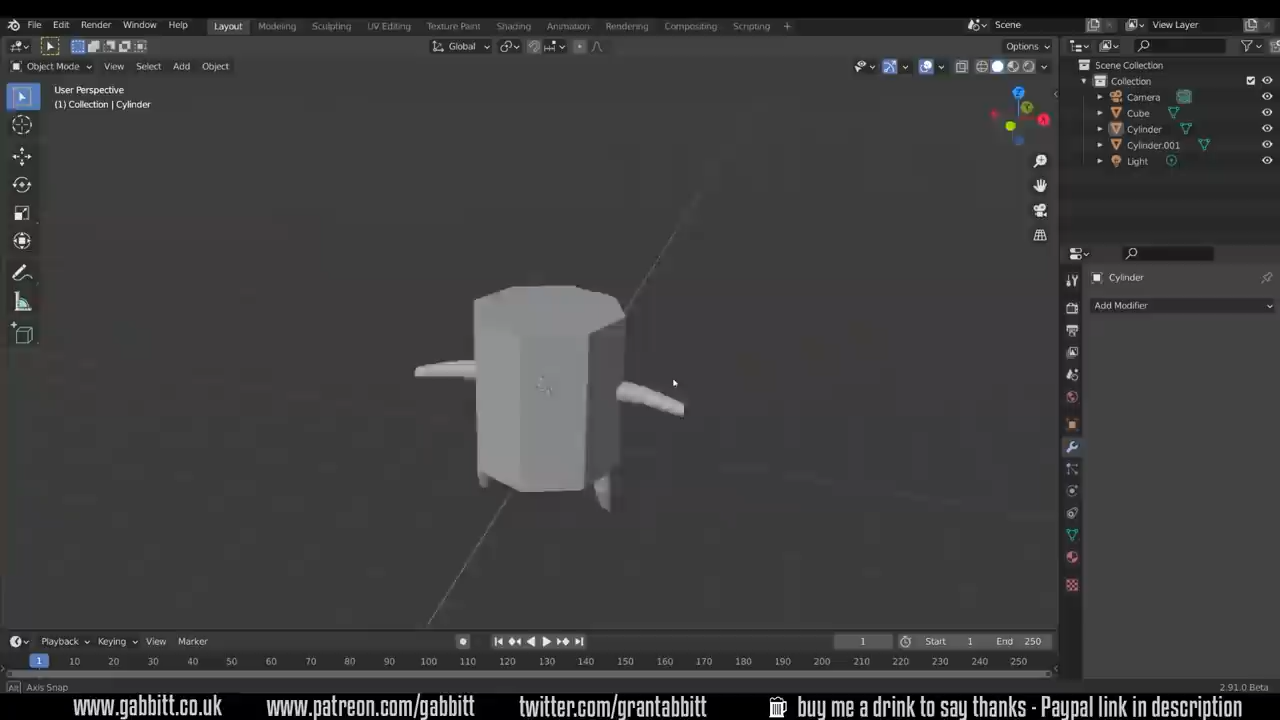 File Edit Render Window Help Layout Modeling Sculpting UV Editing Texture Paint Shading Animation Rendering Compositing Scripting + Scene View Layer
Global Options
Object Mode View Select Add Object
User Perspective
(1) Collection | Cylinder
Scene Collection
Collection
Camera
Cube
Cylinder
Cylinder.001
Light
Cylinder
Add Modifier
Playback Keying View Marker 1 Start 1 End 250
1 10 20 30 40 50 60 70 80 90 100 110 120 130 140 150 160 170 180 190 200 210 220 230 240 250
Alt Axis Snap 2.91.0 Beta
www.gabbitt.co.uk www.patreon.com/gabbitt twitter.com/grantabbitt buy me a drink to say thanks - Paypal link in description